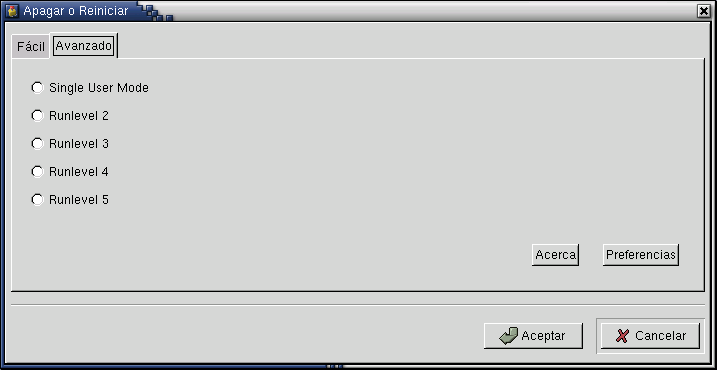 Apagar o Reiniciar
Fácil Avanzado
Single User Mode
Runlevel 2
Runlevel 3
Runlevel 4
Runlevel 5
Acerca Preferencias
Aceptar Cancelar